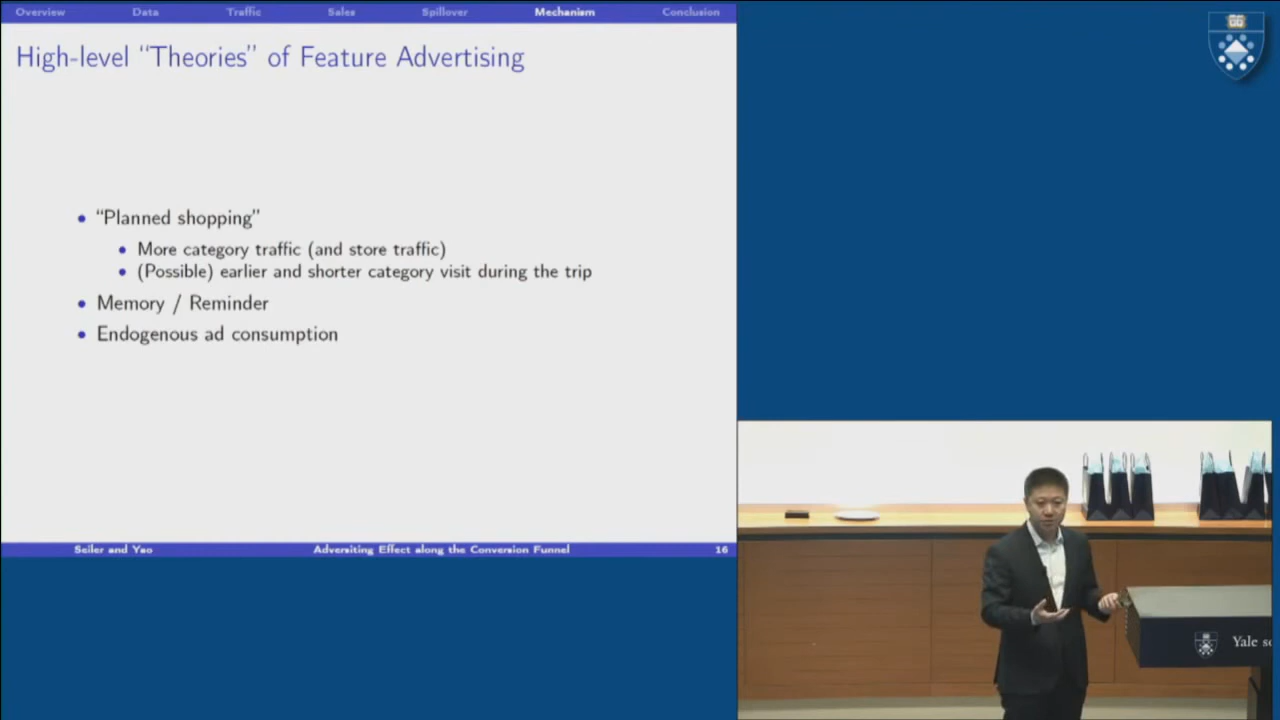 Overview Data Traffic Sales Spillover Mechanism Conclusion
High-level “Theories” of Feature Advertising
• “Planned shopping”
• More category traffic (and store traffic)
• (Possible) earlier and shorter category visit during the trip
• Memory / Reminder
• Endogenous ad consumption
Seiler and Yao Adversiting Effect along the Conversion Funnel 16
Yale